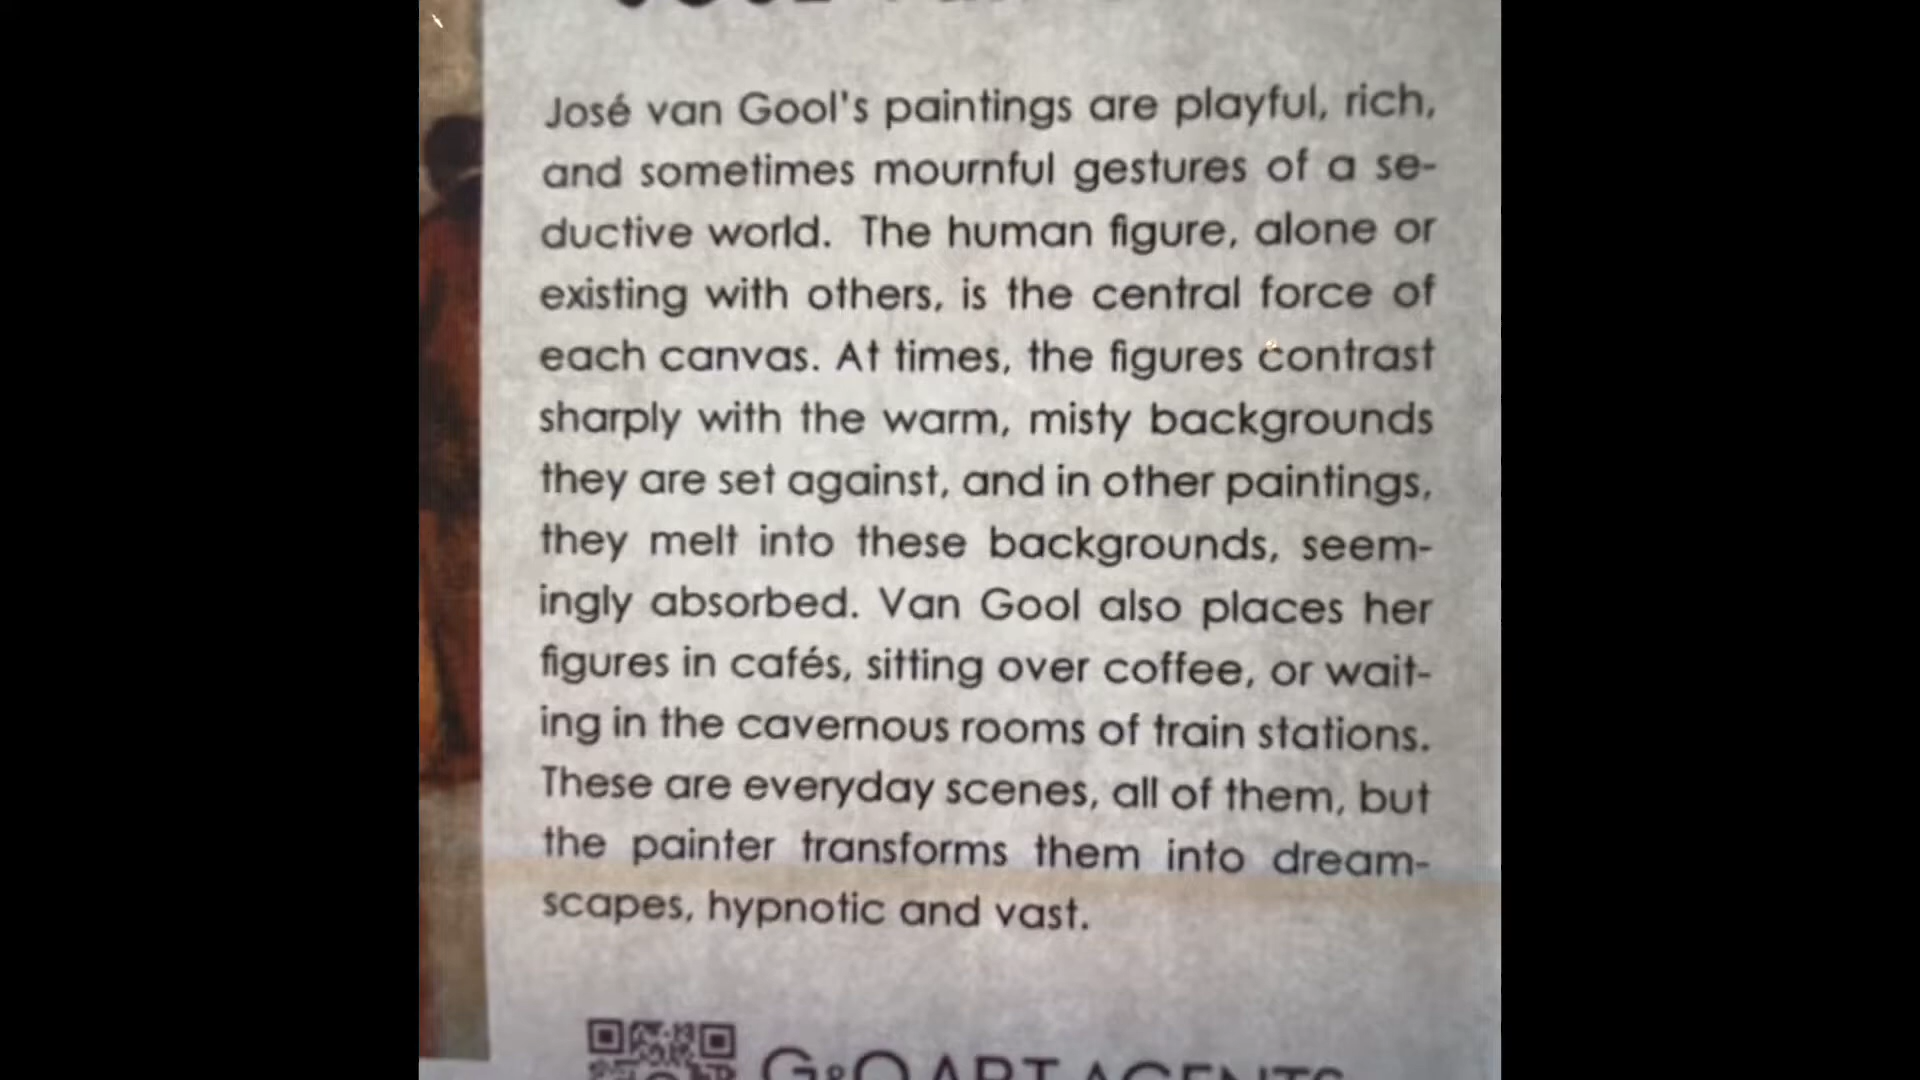 José van Gool's paintings are playful, rich,
and sometimes mournful gestures of a se-
ductive world. The human figure, alone or
existing with others, is the central force of
each canvas. At times, the figures contrast
sharply with the warm, misty backgrounds
they are set against, and in other paintings,
they melt into these backgrounds, seem-
ingly absorbed. Van Gool also places her
figures in cafés, sitting over coffee, or wait-
ing in the cavernous rooms of train stations.
These are everyday scenes, all of them, but
the painter transforms them into dream-
scapes, hypnotic and vast.
ART AGENTS